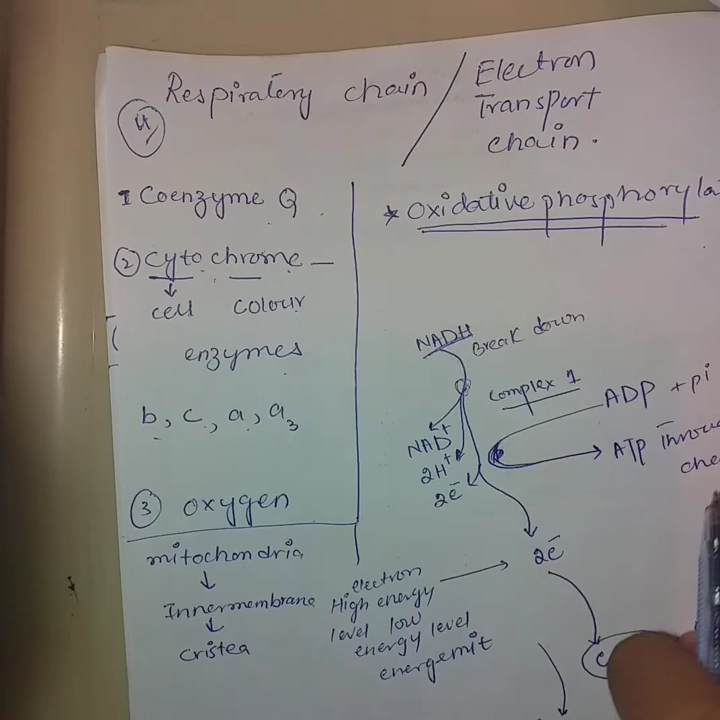 4
Respiratory chain / Electron
Transport
chain.
1 Coenzyme Q
② Cytochrome –
cell colour
enzymes
b, c, a, a3
③ oxygen
mitochondria
Innermembrane
Cristea
* Oxidative phosphoryla
NADH Break down
Complex 1
ADP + pi
NAD+
2H+
2e-
ATP
2e-
electron
High energy
level low
energy level
energemit